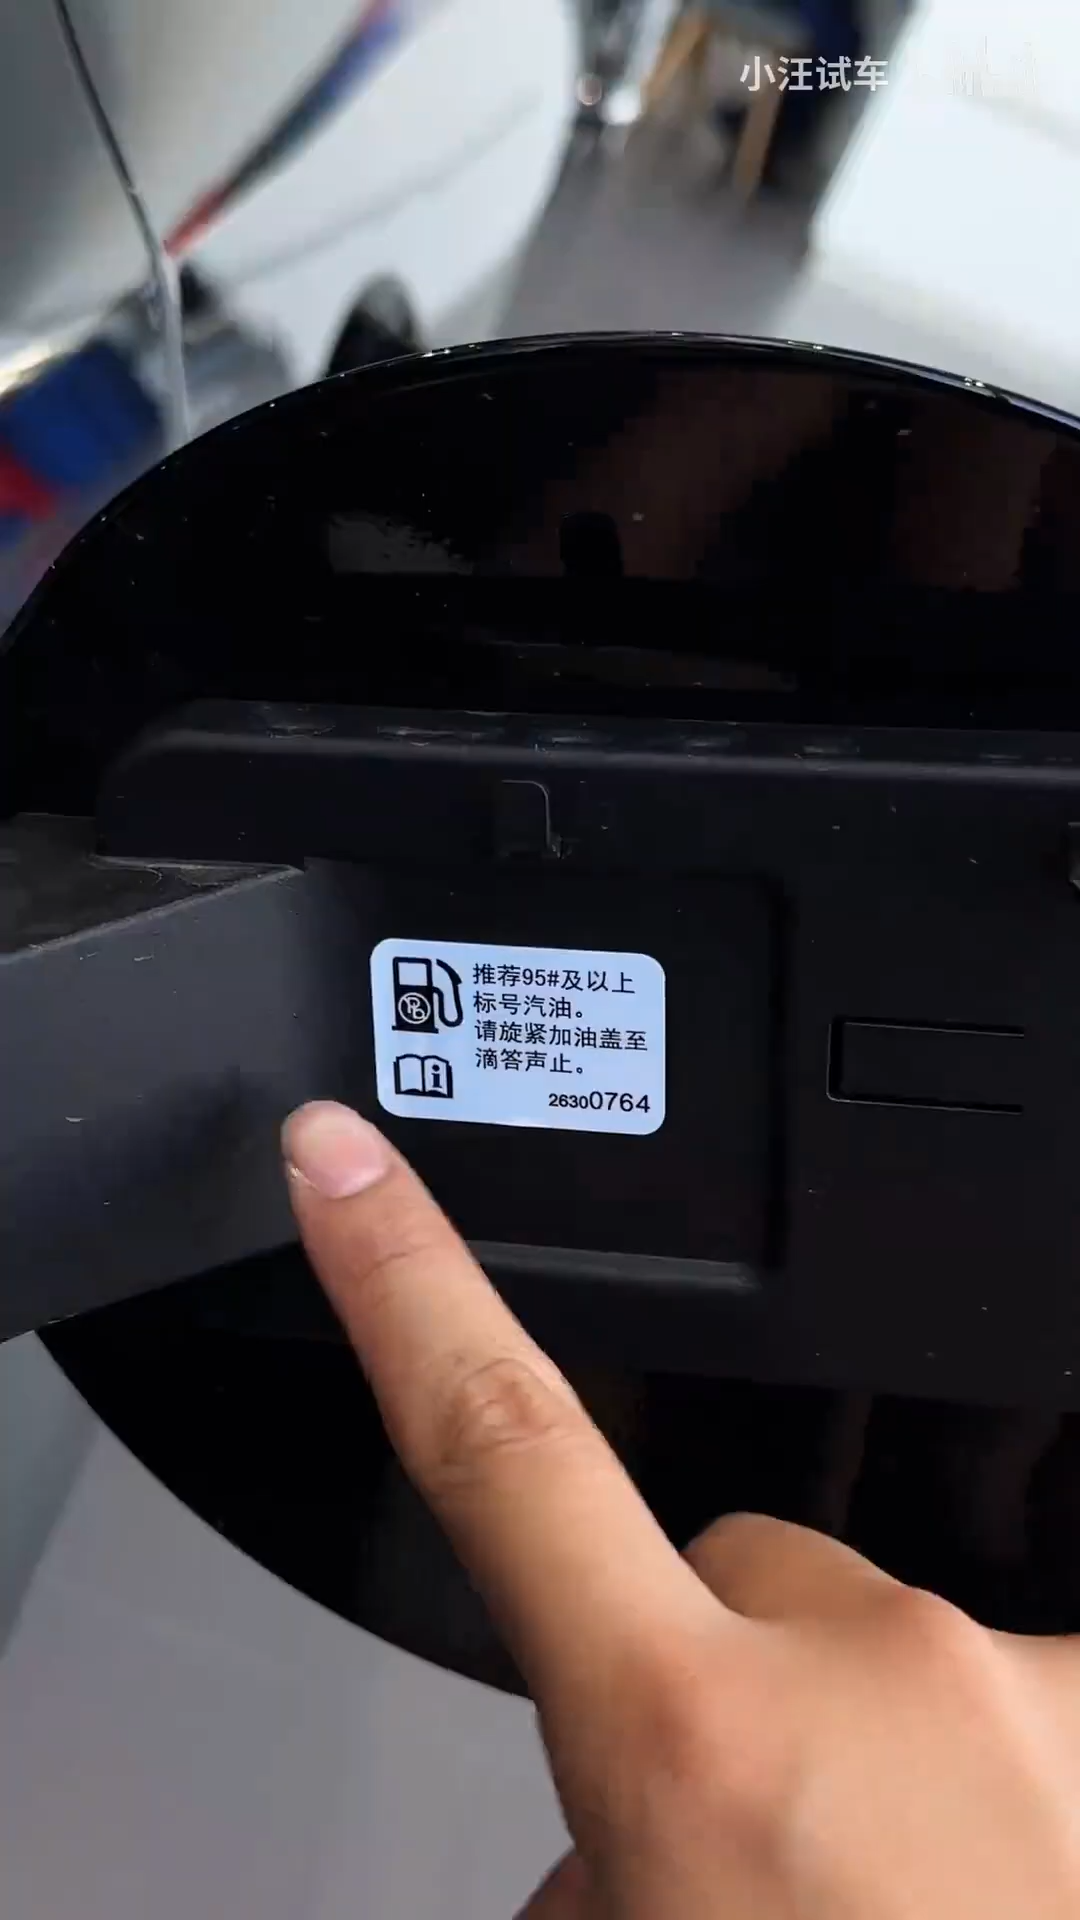 小汪试车
推荐95#及以上
标号汽油。
请旋紧加油盖至
滴答声止。
26300764